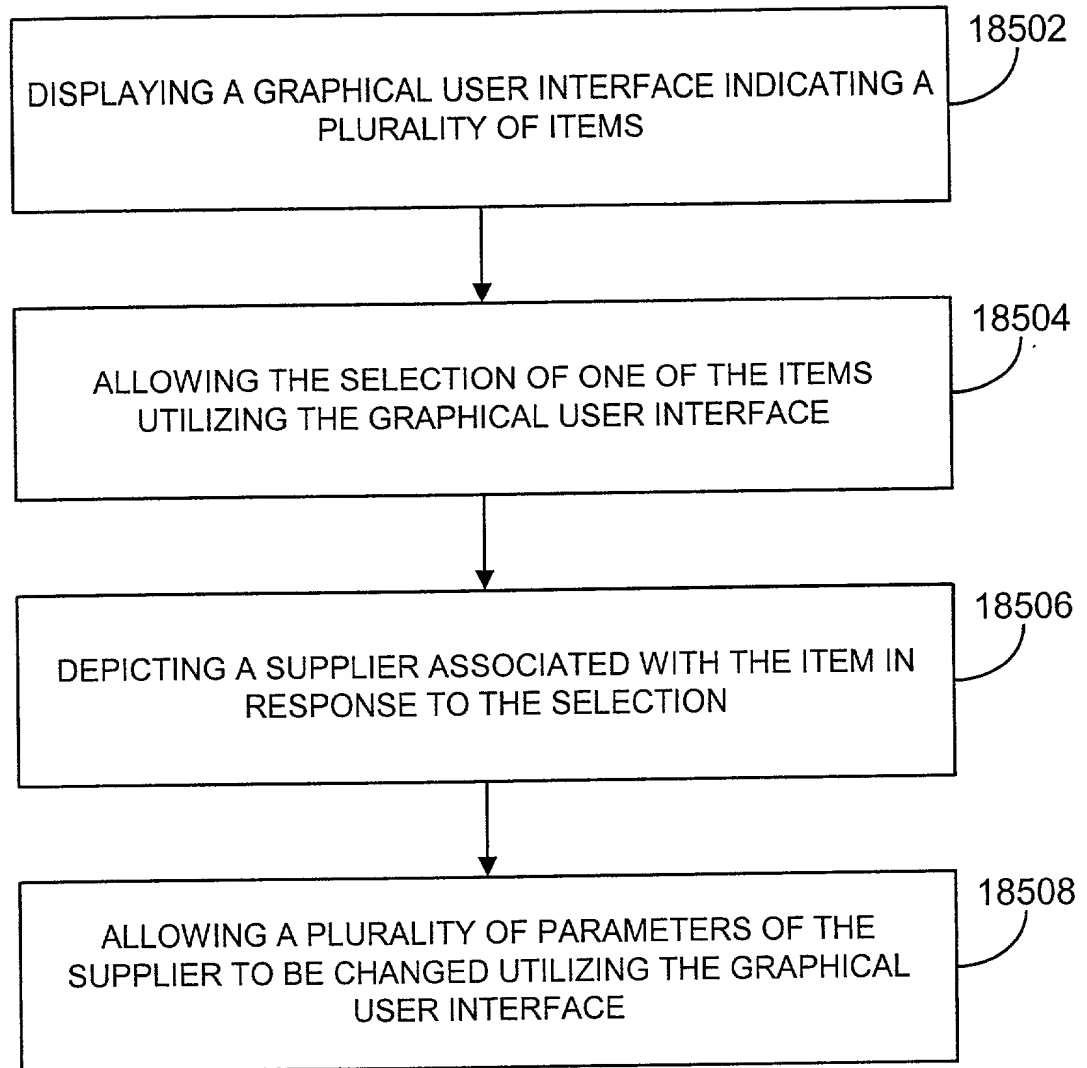 18502
DISPLAYING A GRAPHICAL USER INTERFACE INDICATING A
PLURALITY OF ITEMS
18504
ALLOWING THE SELECTION OF ONE OF THE ITEMS
UTILIZING THE GRAPHICAL USER INTERFACE
18506
DEPICTING A SUPPLIER ASSOCIATED WITH THE ITEM IN
RESPONSE TO THE SELECTION
18508
ALLOWING A PLURALITY OF PARAMETERS OF THE
SUPPLIER TO BE CHANGED UTILIZING THE GRAPHICAL
USER INTERFACE